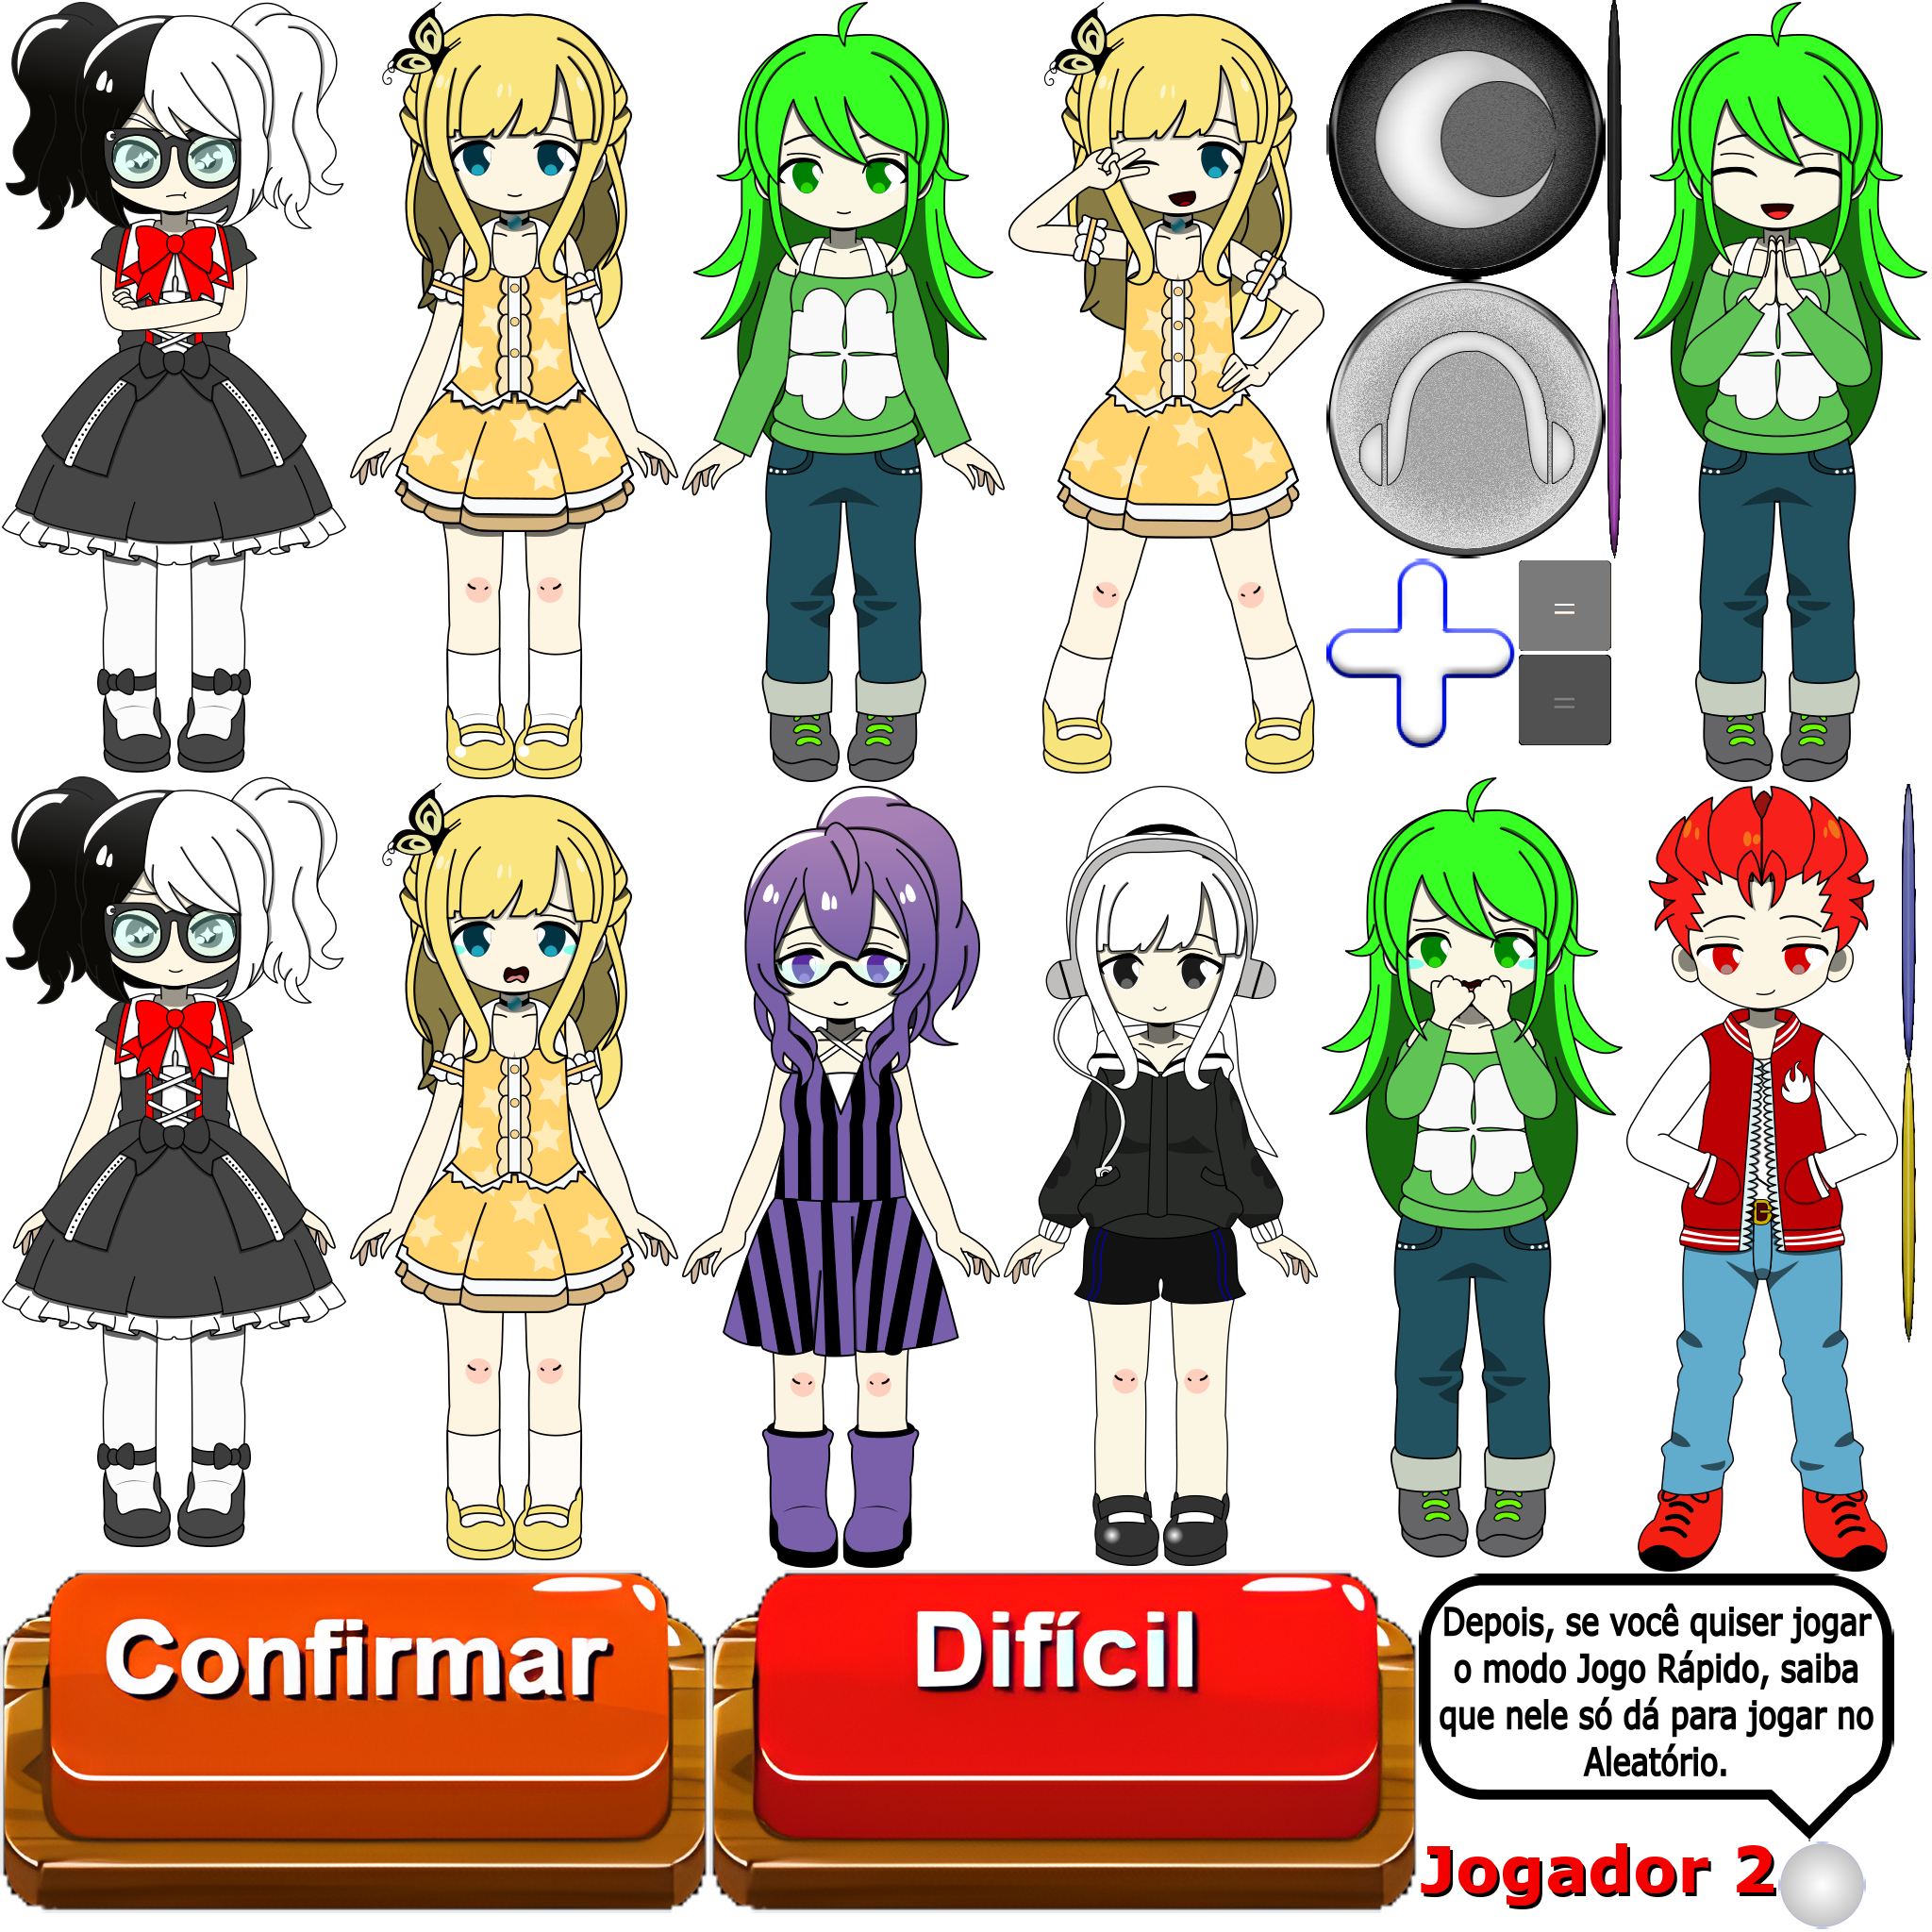 =
=
Confirmar
Difícil
Depois, se você quiser jogar
o modo Jogo Rápido, saiba
que nele só dá para jogar no
Aleatório.
Jogador 2